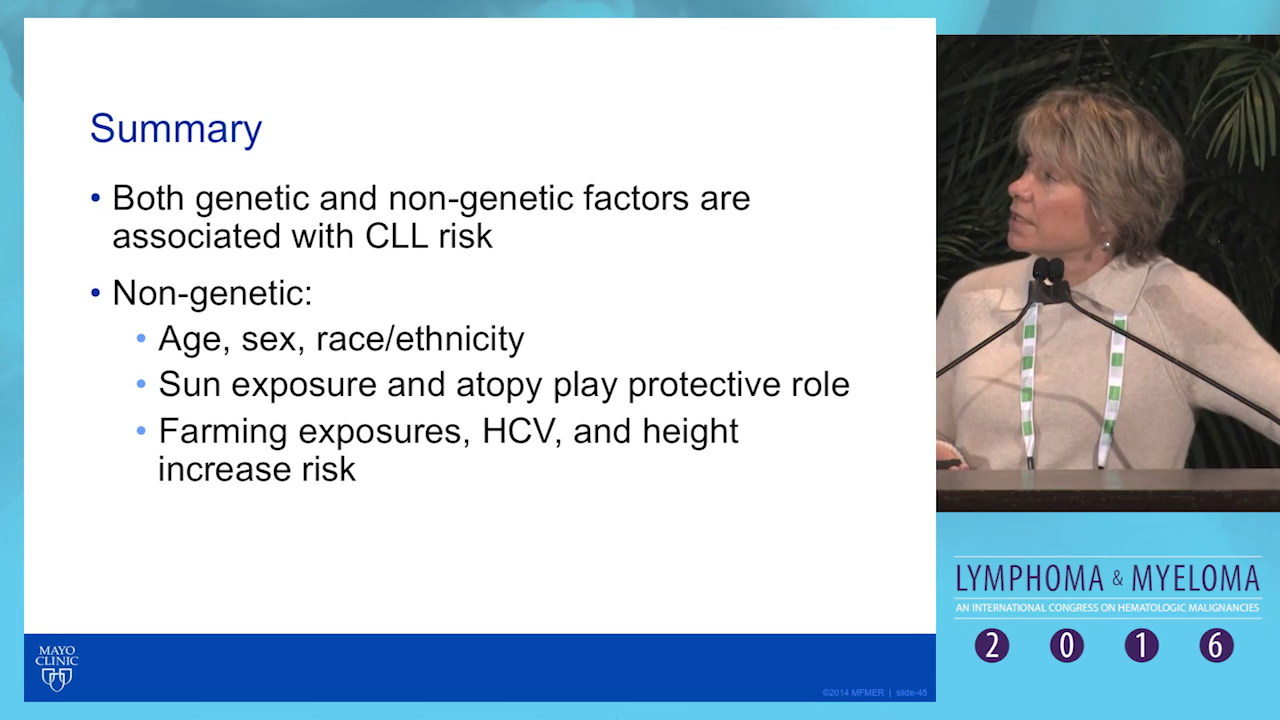 Summary
• Both genetic and non-genetic factors are
associated with CLL risk
• Non-genetic:
• Age, sex, race/ethnicity
• Sun exposure and atopy play protective role
• Farming exposures, HCV, and height
increase risk
MAYO
CLINIC
©2014 MFMER | slide-48
LYMPHOMA & MYELOMA
AN INTERNATIONAL CONGRESS ON HEMATOLOGIC MALIGNANCIES
2 0 1 6